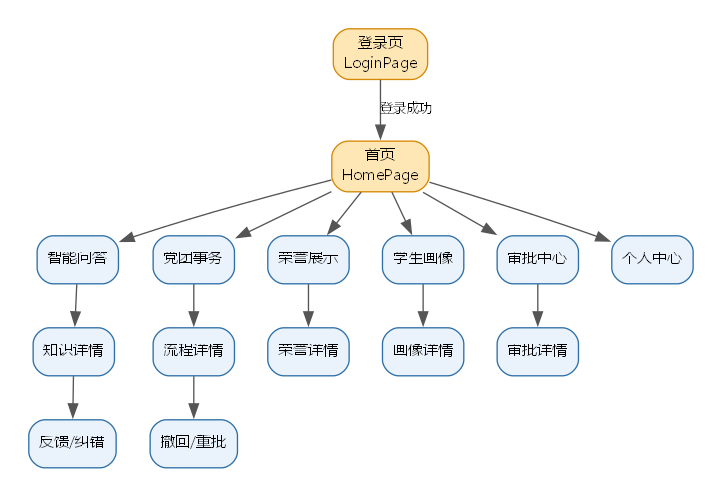 登录页
LoginPage
登录成功
首页
HomePage
智能问答
党团事务
荣誉展示
学生画像
审批中心
个人中心
知识详情
流程详情
荣誉详情
画像详情
审批详情
反馈/纠错
撤回/重批